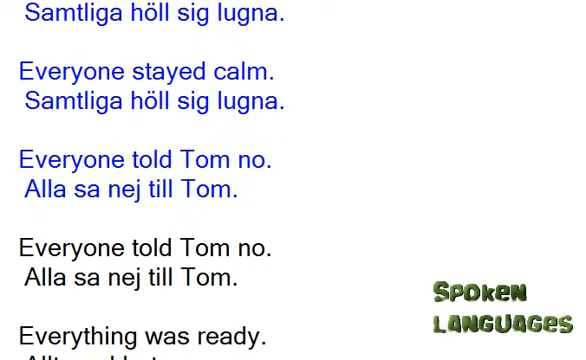 Samtliga höll sig lugna.
Everyone stayed calm.
Samtliga höll sig lugna.
Everyone told Tom no.
Alla sa nej till Tom.
Everyone told Tom no.
Alla sa nej till Tom.
Everything was ready.
SPOKEN
LANGUAGES